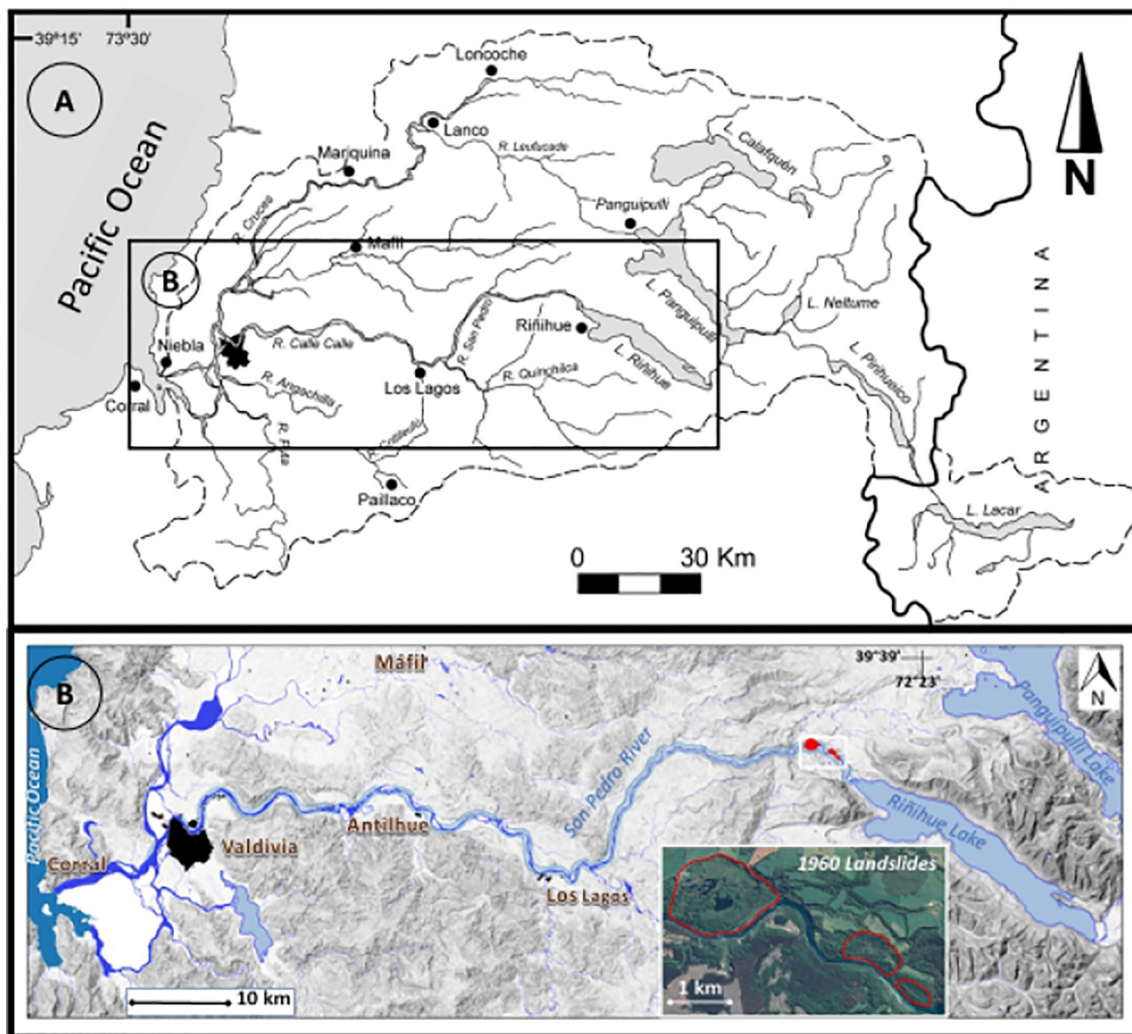 39º15' 73º30'
A
Loncoche
Lanco
R. Leufucade
L. Calafquén
Mariquina
N
Pacific Ocean
R. Cruces
Panguipulli
Mafil
ARGENTINA
B
L. Panguipulli
L. Neltume
R. San Pedro
Riñihue
Niebla
R. Calle Calle
L. Riñihue
L. Pirihueico
Corral
R. Angachilla
Los Lagos
R. Quinchilca
Paillaco
L. Lacar
0 30 Km
B
Máfil
39°39'
72°23'
N
Pacific Ocean
San Pedro River
Panguipulli Lake
Riñihue Lake
Antilhue
Valdivia
Corral
Los Lagos
1960 Landslides
10 km
1 km